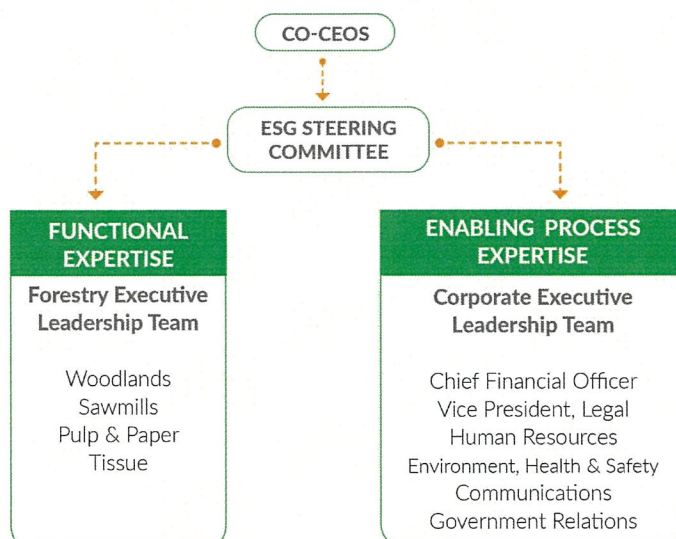 CO-CEOS
ESG STEERING
COMMITTEE
FUNCTIONAL
EXPERTISE
Forestry Executive
Leadership Team
Woodlands
Sawmills
Pulp & Paper
Tissue
ENABLING PROCESS
EXPERTISE
Corporate Executive
Leadership Team
Chief Financial Officer
Vice President, Legal
Human Resources
Environment, Health & Safety
Communications
Government Relations